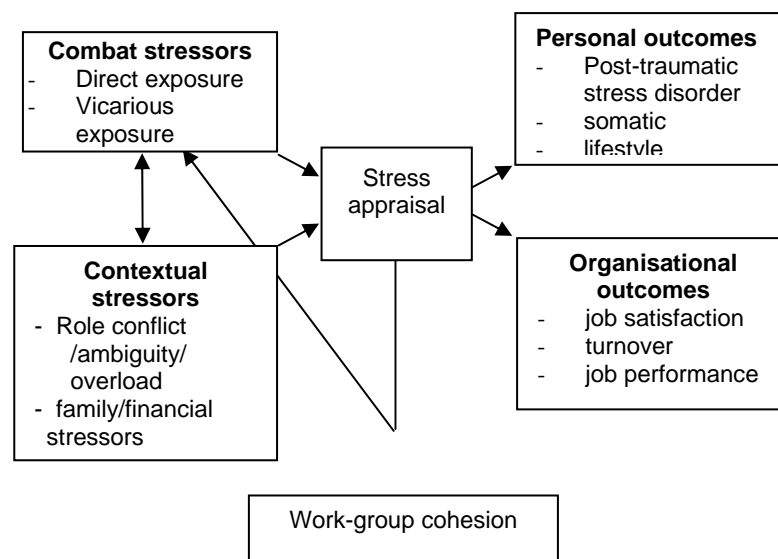 Combat stressors
- Direct exposure
- Vicarious
exposure
Personal outcomes
- Post-traumatic
stress disorder
- somatic
- lifestyle
Stress
appraisal
Contextual
stressors
- Role conflict
/ambiguity/
overload
- family/financial
stressors
Organisational
outcomes
- job satisfaction
- turnover
- job performance
Work-group cohesion